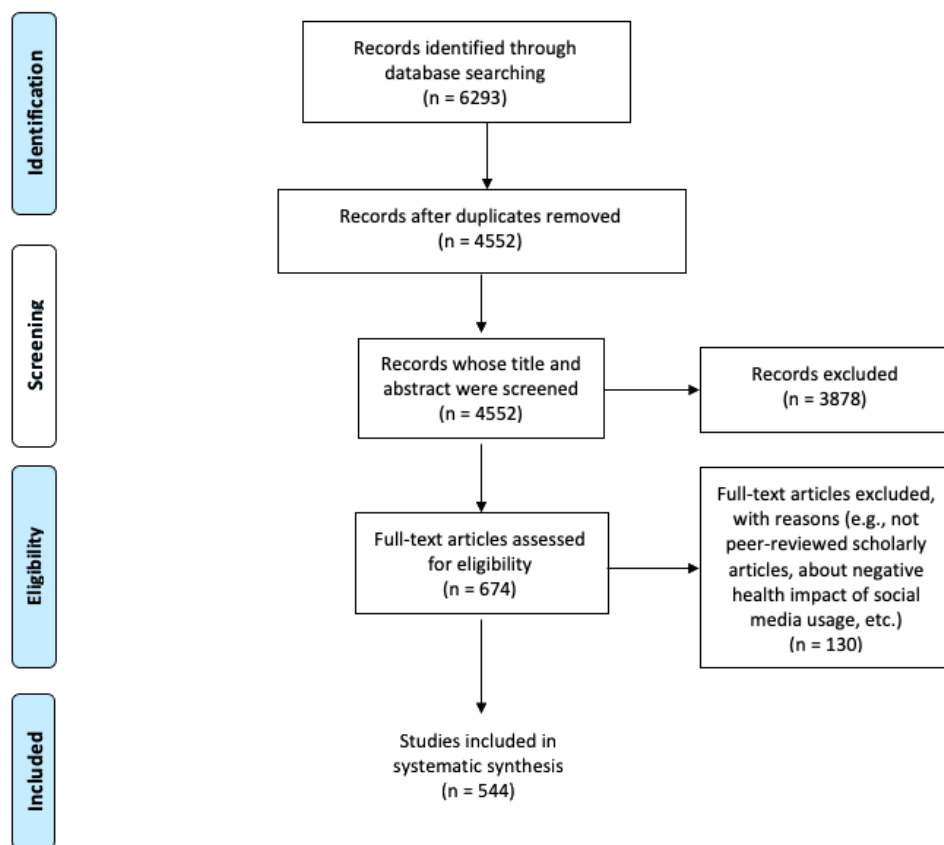 Identification
Records identified through
database searching
(n = 6293)
Records after duplicates removed
(n = 4552)
Screening
Records whose title and
abstract were screened
(n = 4552)
Records excluded
(n = 3878)
Eligibility
Full-text articles assessed
for eligibility
(n = 674)
Full-text articles excluded,
with reasons (e.g., not
peer-reviewed scholarly
articles, about negative
health impact of social
media usage, etc.)
(n = 130)
Included
Studies included in
systematic synthesis
(n = 544)